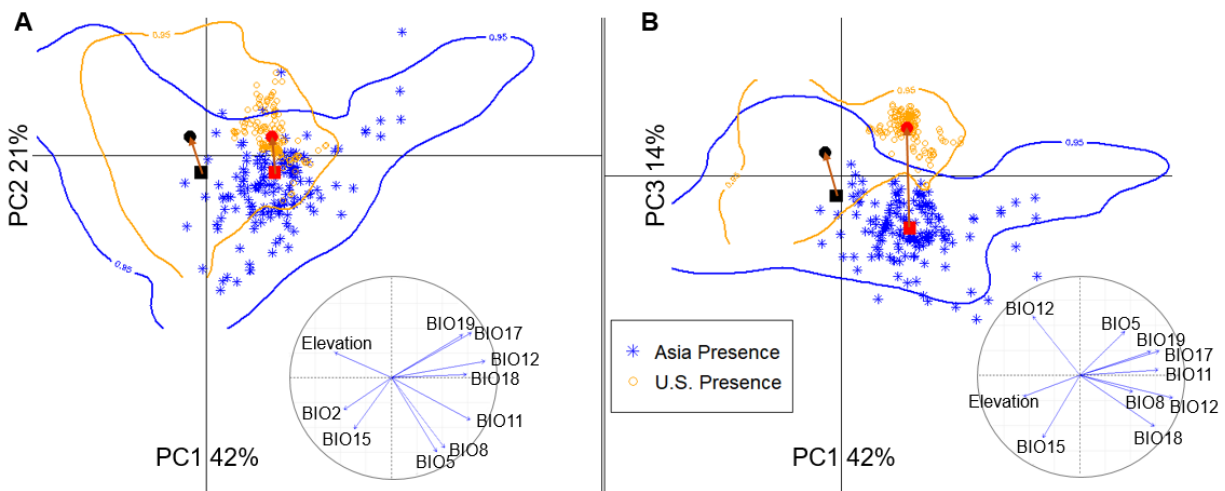 A
0.95
0.95
0.95
0.95
PC2 21%
PC1 42%
Elevation
BIO19
BIO17
BIO12
BIO18
BIO2
BIO11
BIO15
BIO8
BIO5
B
0.95
0.95
0.95
PC3 14%
PC1 42%
Asia Presence
U.S. Presence
BIO12
BIO5
BIO19
BIO17
BIO11
Elevation
BIO8
BIO12
BIO15
BIO18